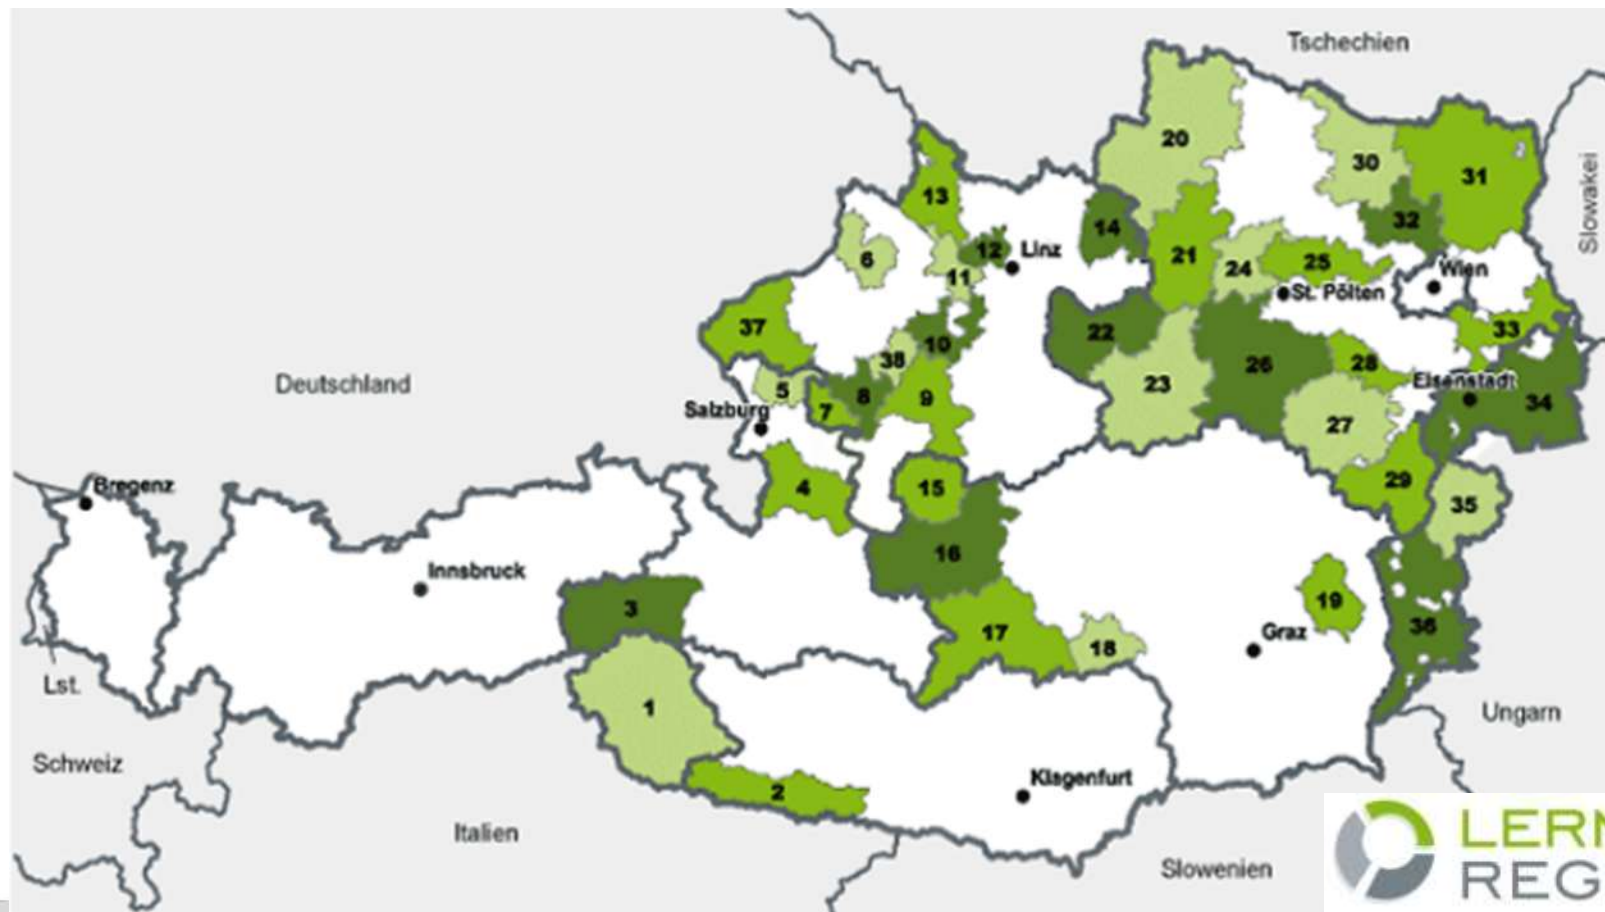 Tschechien
20
30
31
13
14
32
Slowakei
6
12
Linz
11
21
24
25
Wien
St. Pölten
37
22
33
10
38
26
28
Deutschland
5
8
23
Eisenstadt
7
9
34
Salzburg
27
Bregenz
4
15
29
35
16
Innsbruck
3
19
17
36
Graz
18
Lst.
1
Ungarn
Schweiz
2
Klagenfurt
Italien
Slowenien
LERN
REG